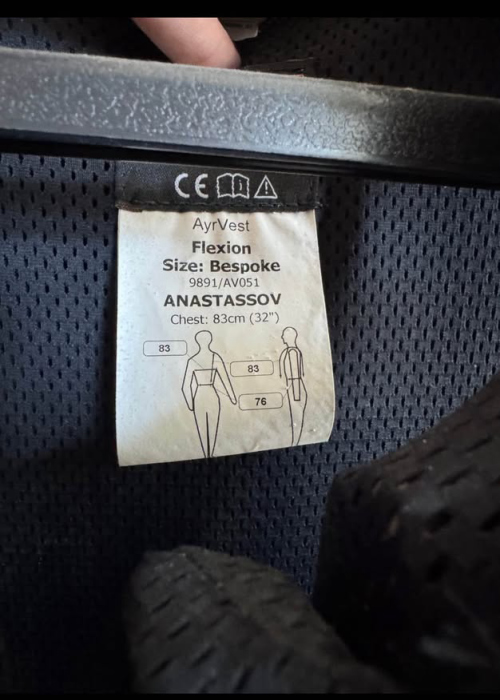 CE
AyrVest
Flexion
Size: Bespoke
9891/AV051
ANASTASSOV
Chest: 83cm (32")
83
83
76